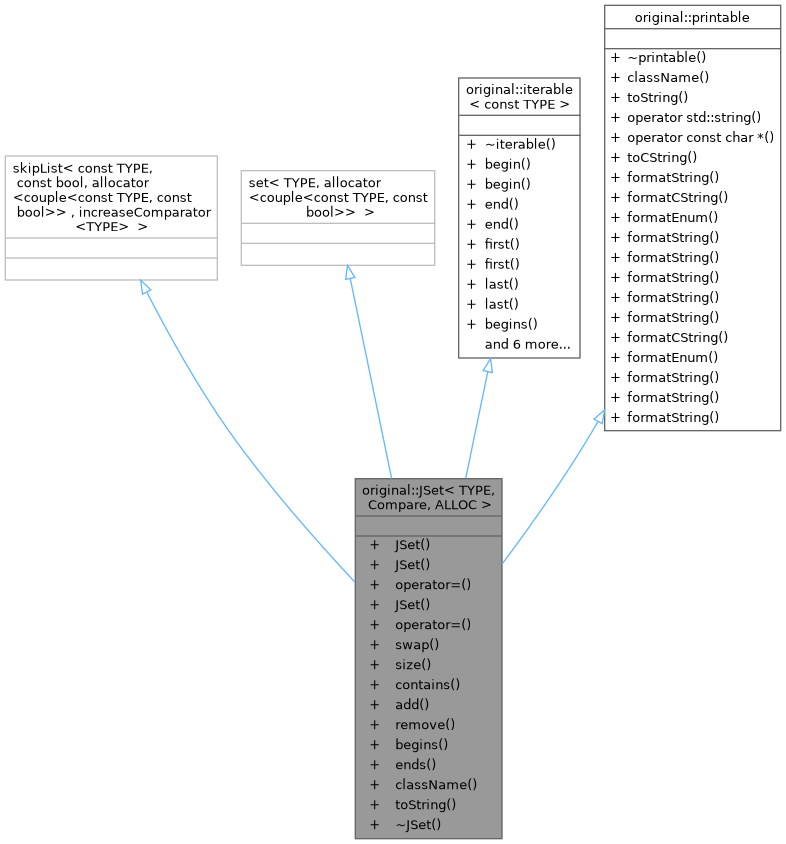 original::printable
+ ~printable()
+ className()
+ toString()
+ operator std::string()
+ operator const char *()
+ toCString()
+ formatString()
+ formatCString()
+ formatEnum()
+ formatString()
+ formatString()
+ formatString()
+ formatString()
+ formatString()
+ formatCString()
+ formatEnum()
+ formatString()
+ formatString()
+ formatString()
original::iterable
< const TYPE >
+ ~iterable()
+ begin()
+ begin()
+ end()
+ end()
+ first()
+ first()
+ last()
+ last()
+ begins()
and 6 more...
skipList< const TYPE,
const bool, allocator
<couple<const TYPE, const
bool>> , increaseComparator
<TYPE> >
set< TYPE, allocator
<couple<const TYPE, const
bool>> >
original::JSet< TYPE,
Compare, ALLOC >
+ JSet()
+ JSet()
+ operator=()
+ JSet()
+ operator=()
+ swap()
+ size()
+ contains()
+ add()
+ remove()
+ begins()
+ ends()
+ className()
+ toString()
+ ~JSet()